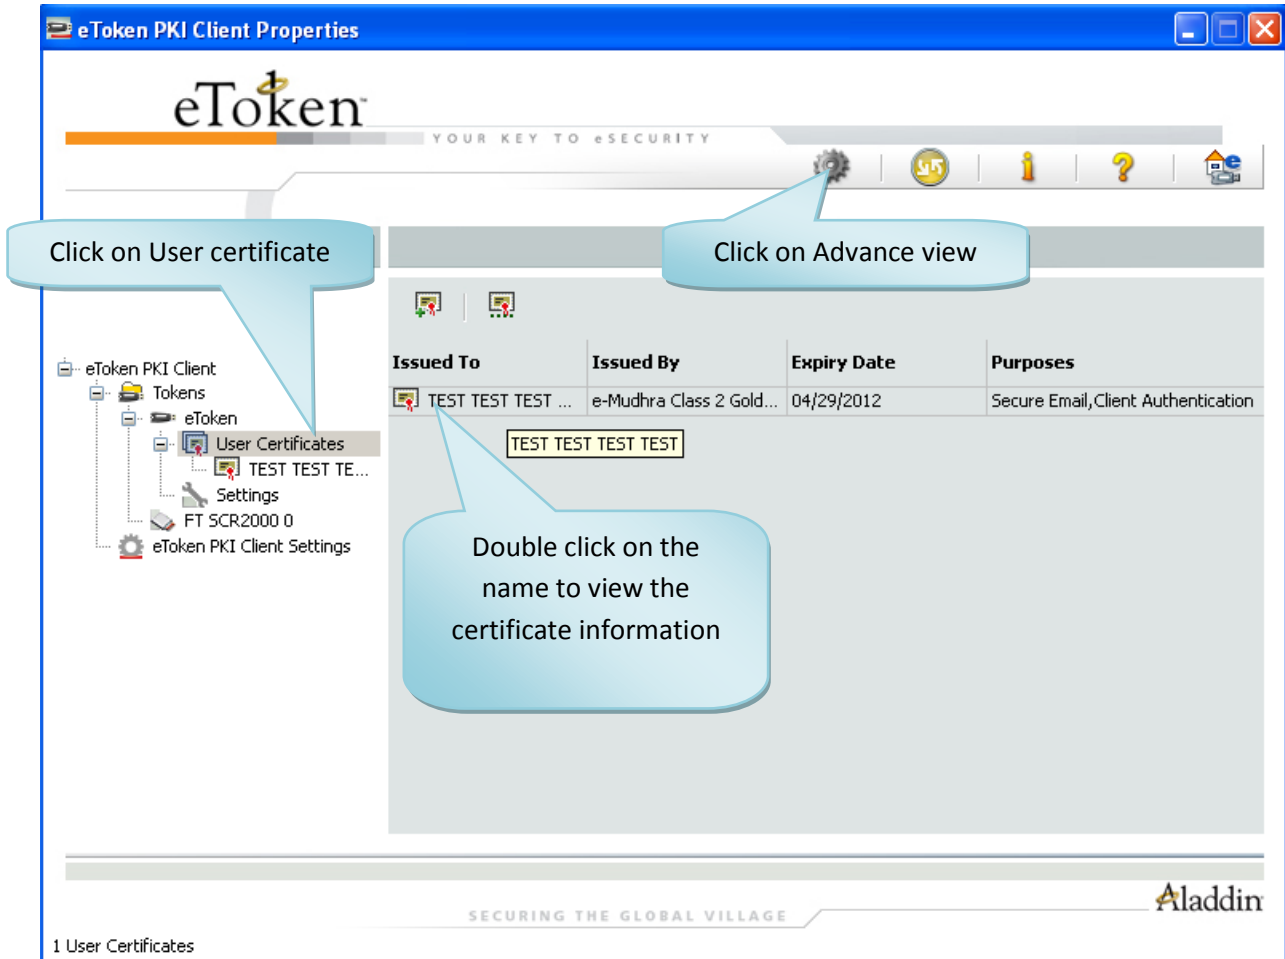 eToken PKI Client Properties
eToken
YOUR KEY TO eSECURITY
Click on User certificate
Click on Advance view
eToken PKI Client
Tokens
eToken
User Certificates
TEST TEST TE...
Settings
FT SCR2000 0
eToken PKI Client Settings
Issued To Issued By Expiry Date Purposes
TEST TEST TEST ... e-Mudhra Class 2 Gold... 04/29/2012 Secure Email,Client Authentication
TEST TEST TEST TEST
Double click on the
name to view the
certificate information
Aladdin
SECURING THE GLOBAL VILLAGE
1 User Certificates